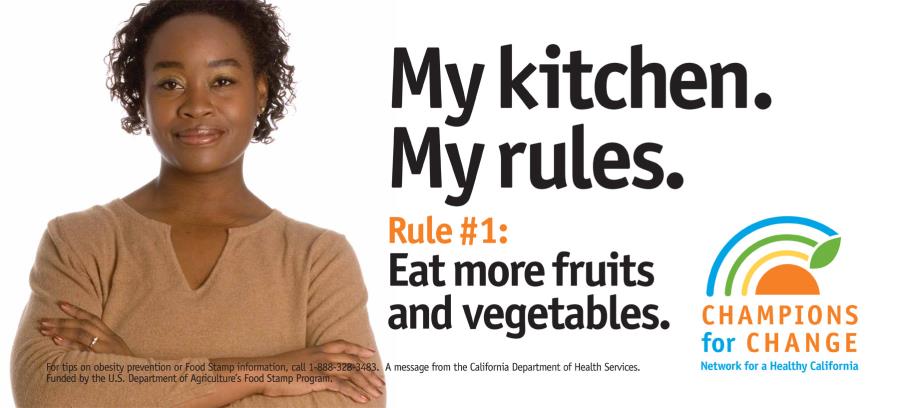 My kitchen.
My rules.
Rule #1:
Eat more fruits
and vegetables.
CHAMPIONS
for CHANGE
Network for a Healthy California
For tips on obesity prevention or Food Stamp information, call 1-888-328-3483. A message from the California Department of Health Services.
Funded by the U.S. Department of Agriculture's Food Stamp Program.